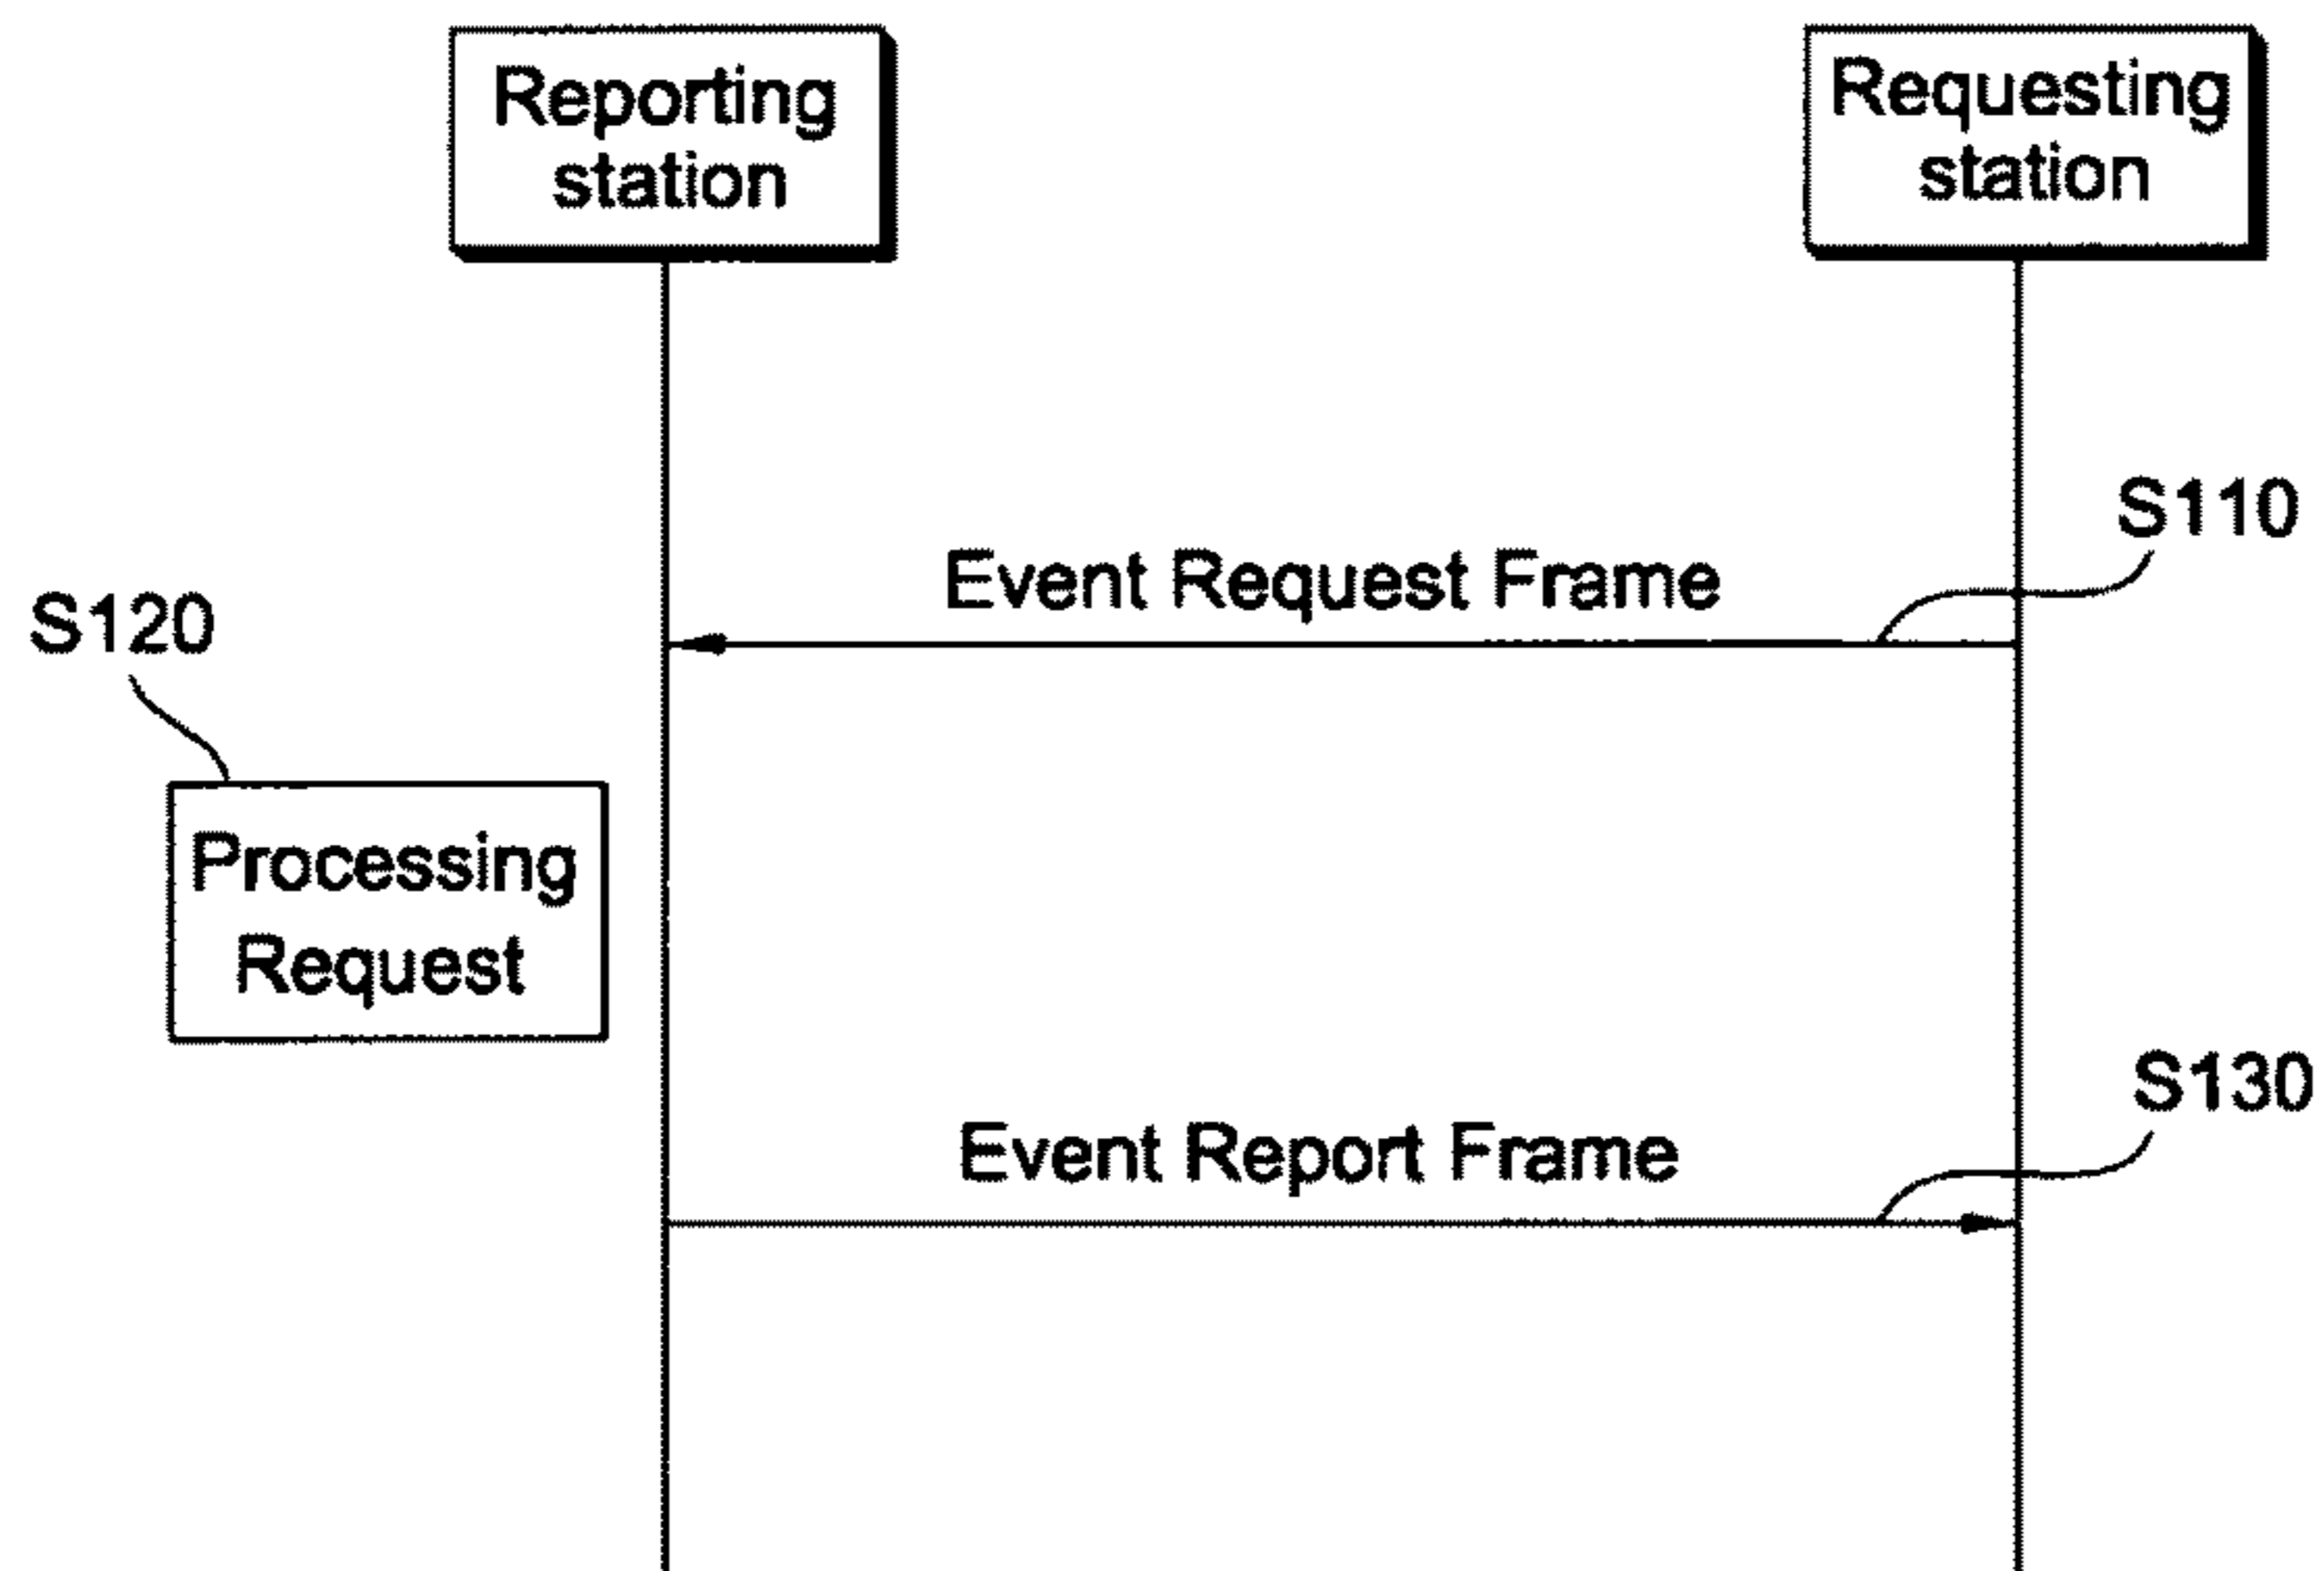 Reporting
station
Requesting
station
S110
Event Request Frame
S120
Processing
Request
S130
Event Report Frame